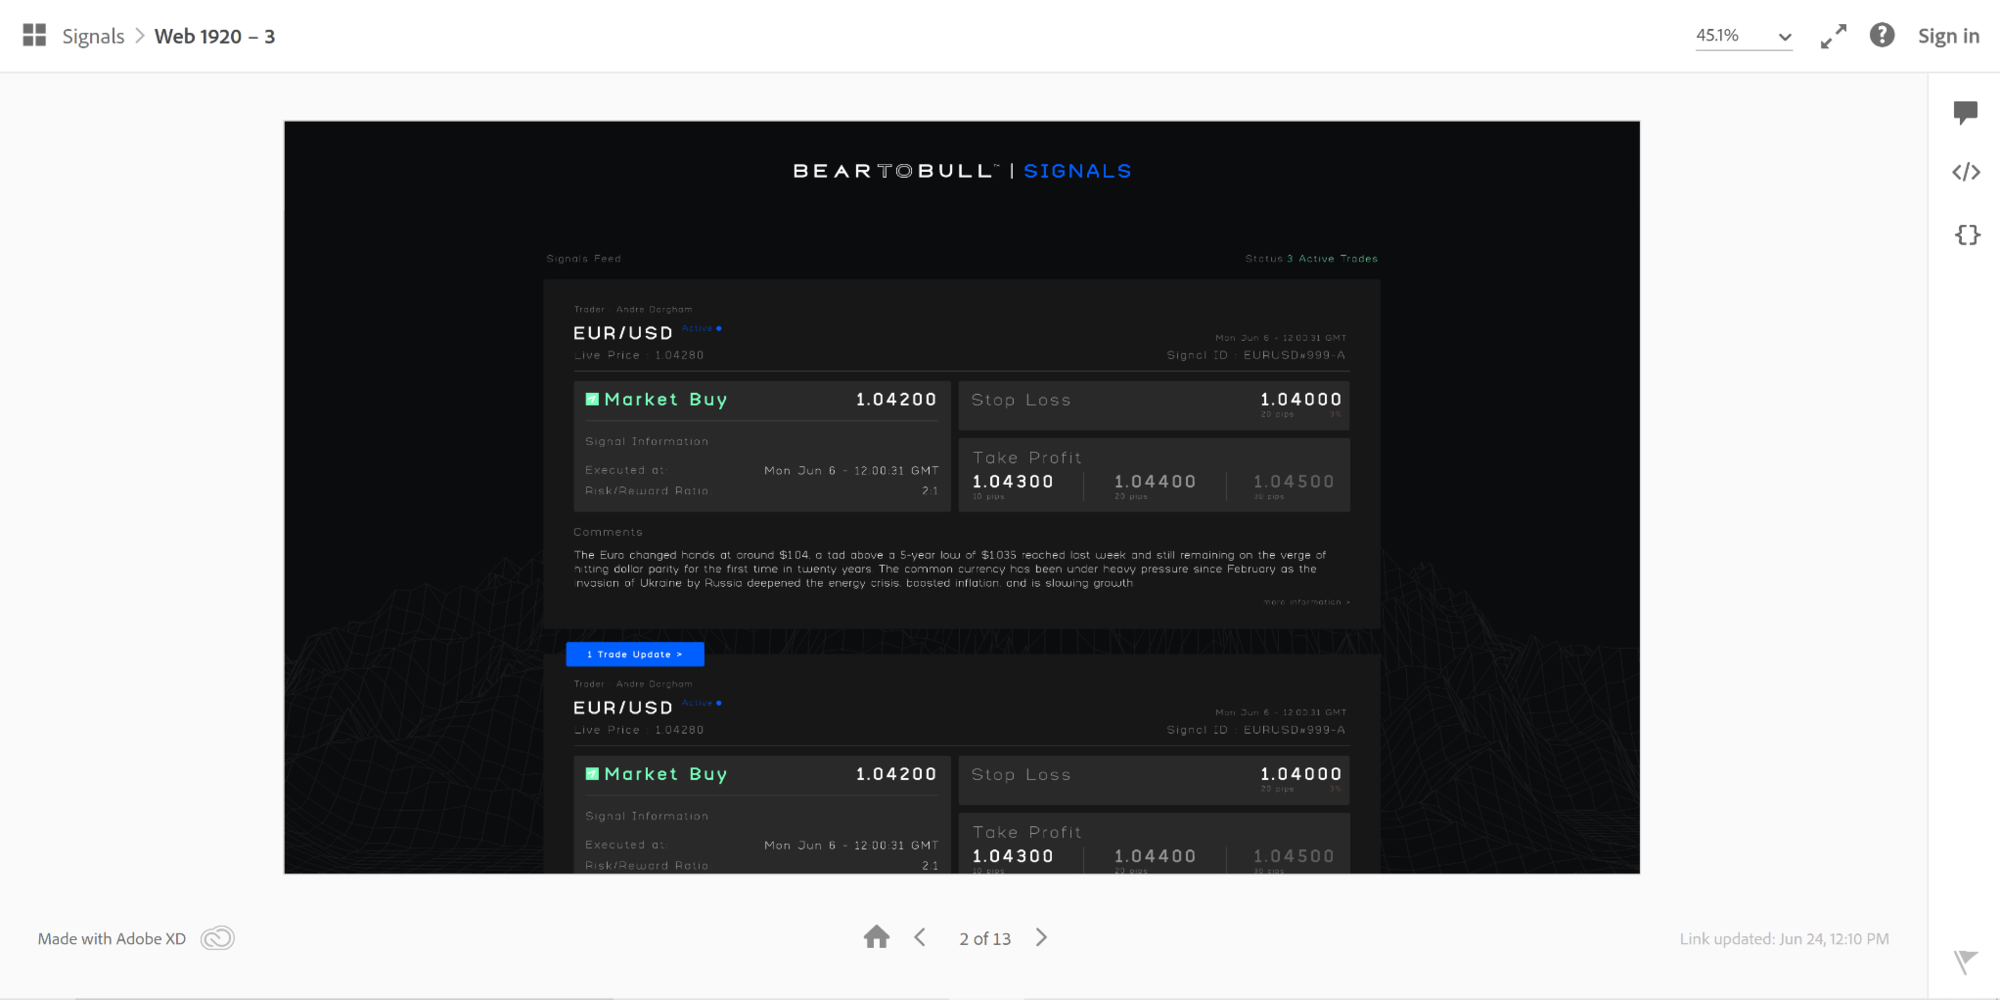 Signals > Web 1920 – 3
45.1%
Sign in
BEARTOBULL™ | SIGNALS
Signals Feed
Status 3 Active Trades
Trader : Andre Dargham
EUR/USD Active
Live Price : 1.04280
Mon Jun 6 - 12:00:31 GMT
Signal ID : EURUSD#999-A
Market Buy 1.04200
Signal Information
Executed at:
Mon Jun 6 - 12:00:31 GMT
Risk/Reward Ratio
2:1
Stop Loss 1.04000
20 pips 3%
Take Profit
1.04300 1.04400 1.04500
10 pips 20 pips 30 pips
Comments
The Euro changed hands at around $1.04, a tad above a 5-year low of $1.035 reached last week and still remaining on the verge of
hitting dollar parity for the first time in twenty years. The common currency has been under heavy pressure since February as the
invasion of Ukraine by Russia deepened the energy crisis, boosted inflation, and is slowing growth
more information >
1 Trade Update >
Trader : Andre Dargham
EUR/USD Active
Live Price : 1.04280
Mon Jun 6 - 12:00:31 GMT
Signal ID : EURUSD#999-A
Market Buy 1.04200
Signal Information
Executed at:
Mon Jun 6 - 12:00:31 GMT
Risk/Reward Ratio
2:1
Stop Loss 1.04000
20 pips 3%
Take Profit
1.04300 1.04400 1.04500
10 pips 20 pips 30 pips
Made with Adobe XD
2 of 13
Link updated: Jun 24, 12:10 PM